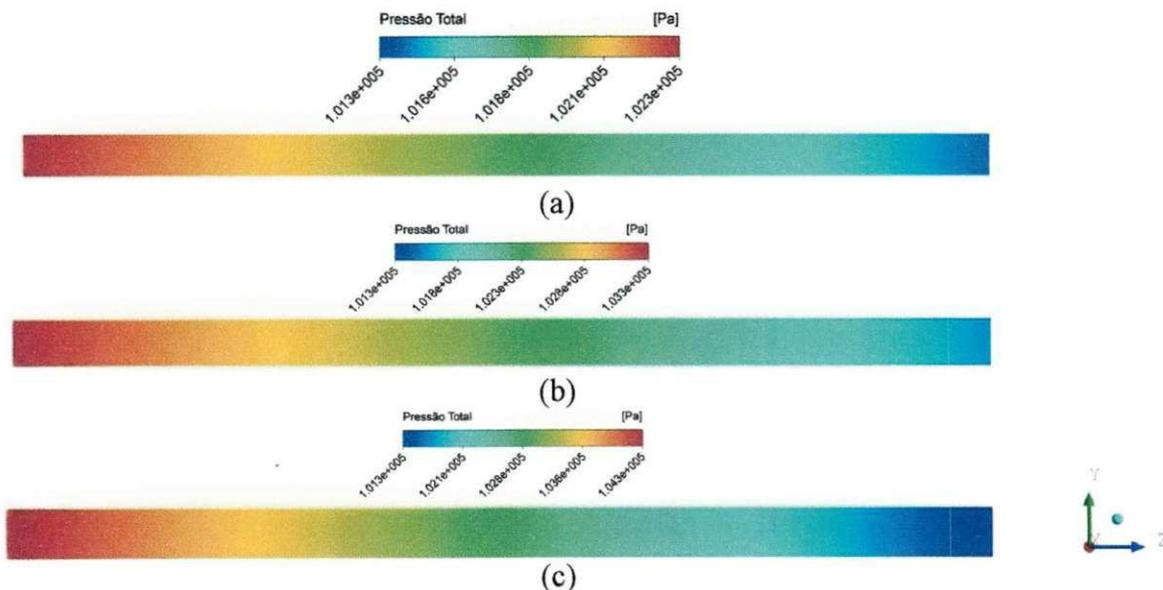 Pressão Total [Pa]
1.013e+005 1.016e+005 1.018e+005 1.021e+005 1.023e+005
(a)
Pressão Total [Pa]
1.013e+005 1.018e+005 1.023e+005 1.028e+005 1.033e+005
(b)
Pressão Total [Pa]
1.013e+005 1.021e+005 1.028e+005 1.036e+005 1.043e+005
(c)
Y
X Z